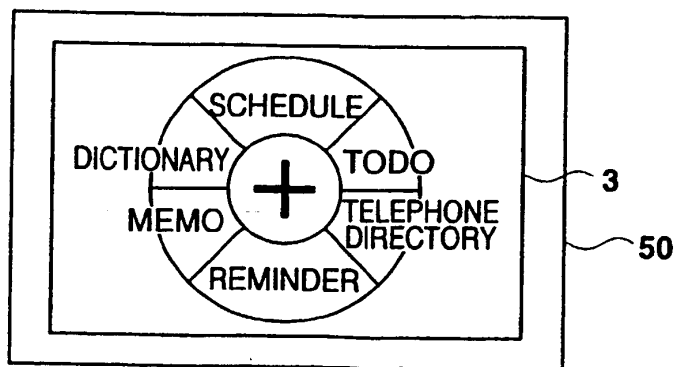 SCHEDULE
DICTIONARY
TODO
MEMO
TELEPHONE
DIRECTORY
REMINDER
3
50